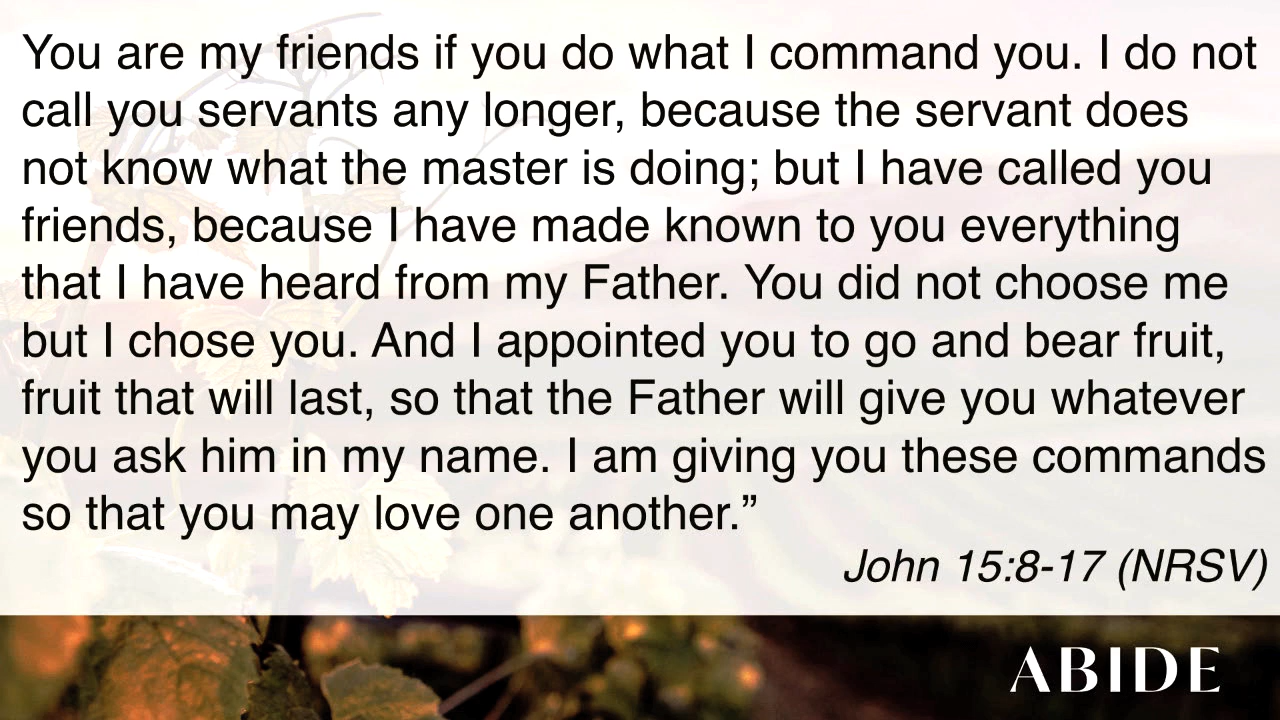 You are my friends if you do what I command you. I do not
call you servants any longer, because the servant does
not know what the master is doing; but I have called you
friends, because I have made known to you everything
that I have heard from my Father. You did not choose me
but I chose you. And I appointed you to go and bear fruit,
fruit that will last, so that the Father will give you whatever
you ask him in my name. I am giving you these commands
so that you may love one another.”
John 15:8-17 (NRSV)
ABIDE